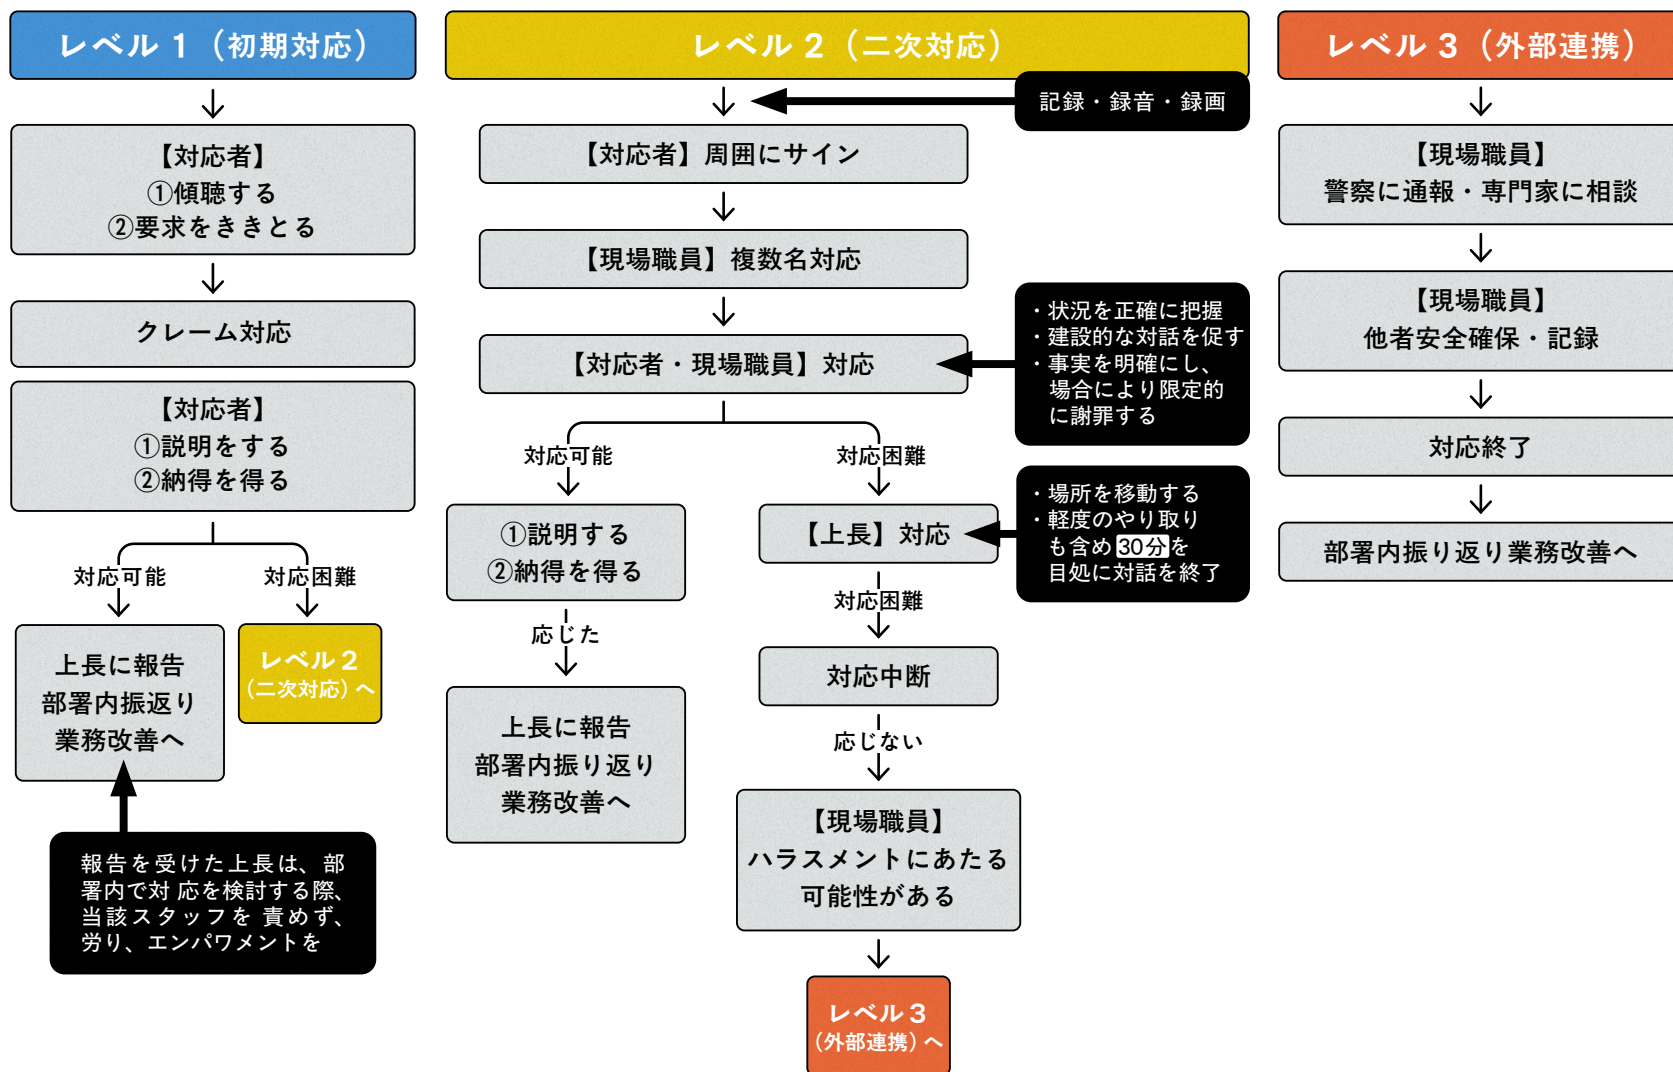 レベル 1（初期対応）
【対応者】
①傾聴する
②要求をききとる
クレーム対応
【対応者】
①説明をする
②納得を得る
対応可能
対応困難
上長に報告
部署内振返り
業務改善へ
レベル 2
（二次対応）へ
報告を受けた上長は、部
署内で対 応を検討する際、
当該スタッフを 責めず、
労り、エンパワメントを
レベル 2（二次対応）
記録・録音・録画
【対応者】周囲にサイン
【現場職員】複数名対応
【対応者・現場職員】対応
・状況を正確に把握
・建設的な対話を促す
・事実を明確にし、
場合により限定的
に謝罪する
対応可能
対応困難
①説明する
②納得を得る
応じた
上長に報告
部署内振り返り
業務改善へ
【上長】対応
・場所を移動する
・軽度のやり取り
も含め 30分 を
目処に対話を終了
対応困難
対応中断
応じない
【現場職員】
ハラスメントにあたる
可能性がある
レベル 3
（外部連携）へ
レベル 3（外部連携）
【現場職員】
警察に通報・専門家に相談
【現場職員】
他者安全確保・記録
対応終了
部署内振り返り業務改善へ